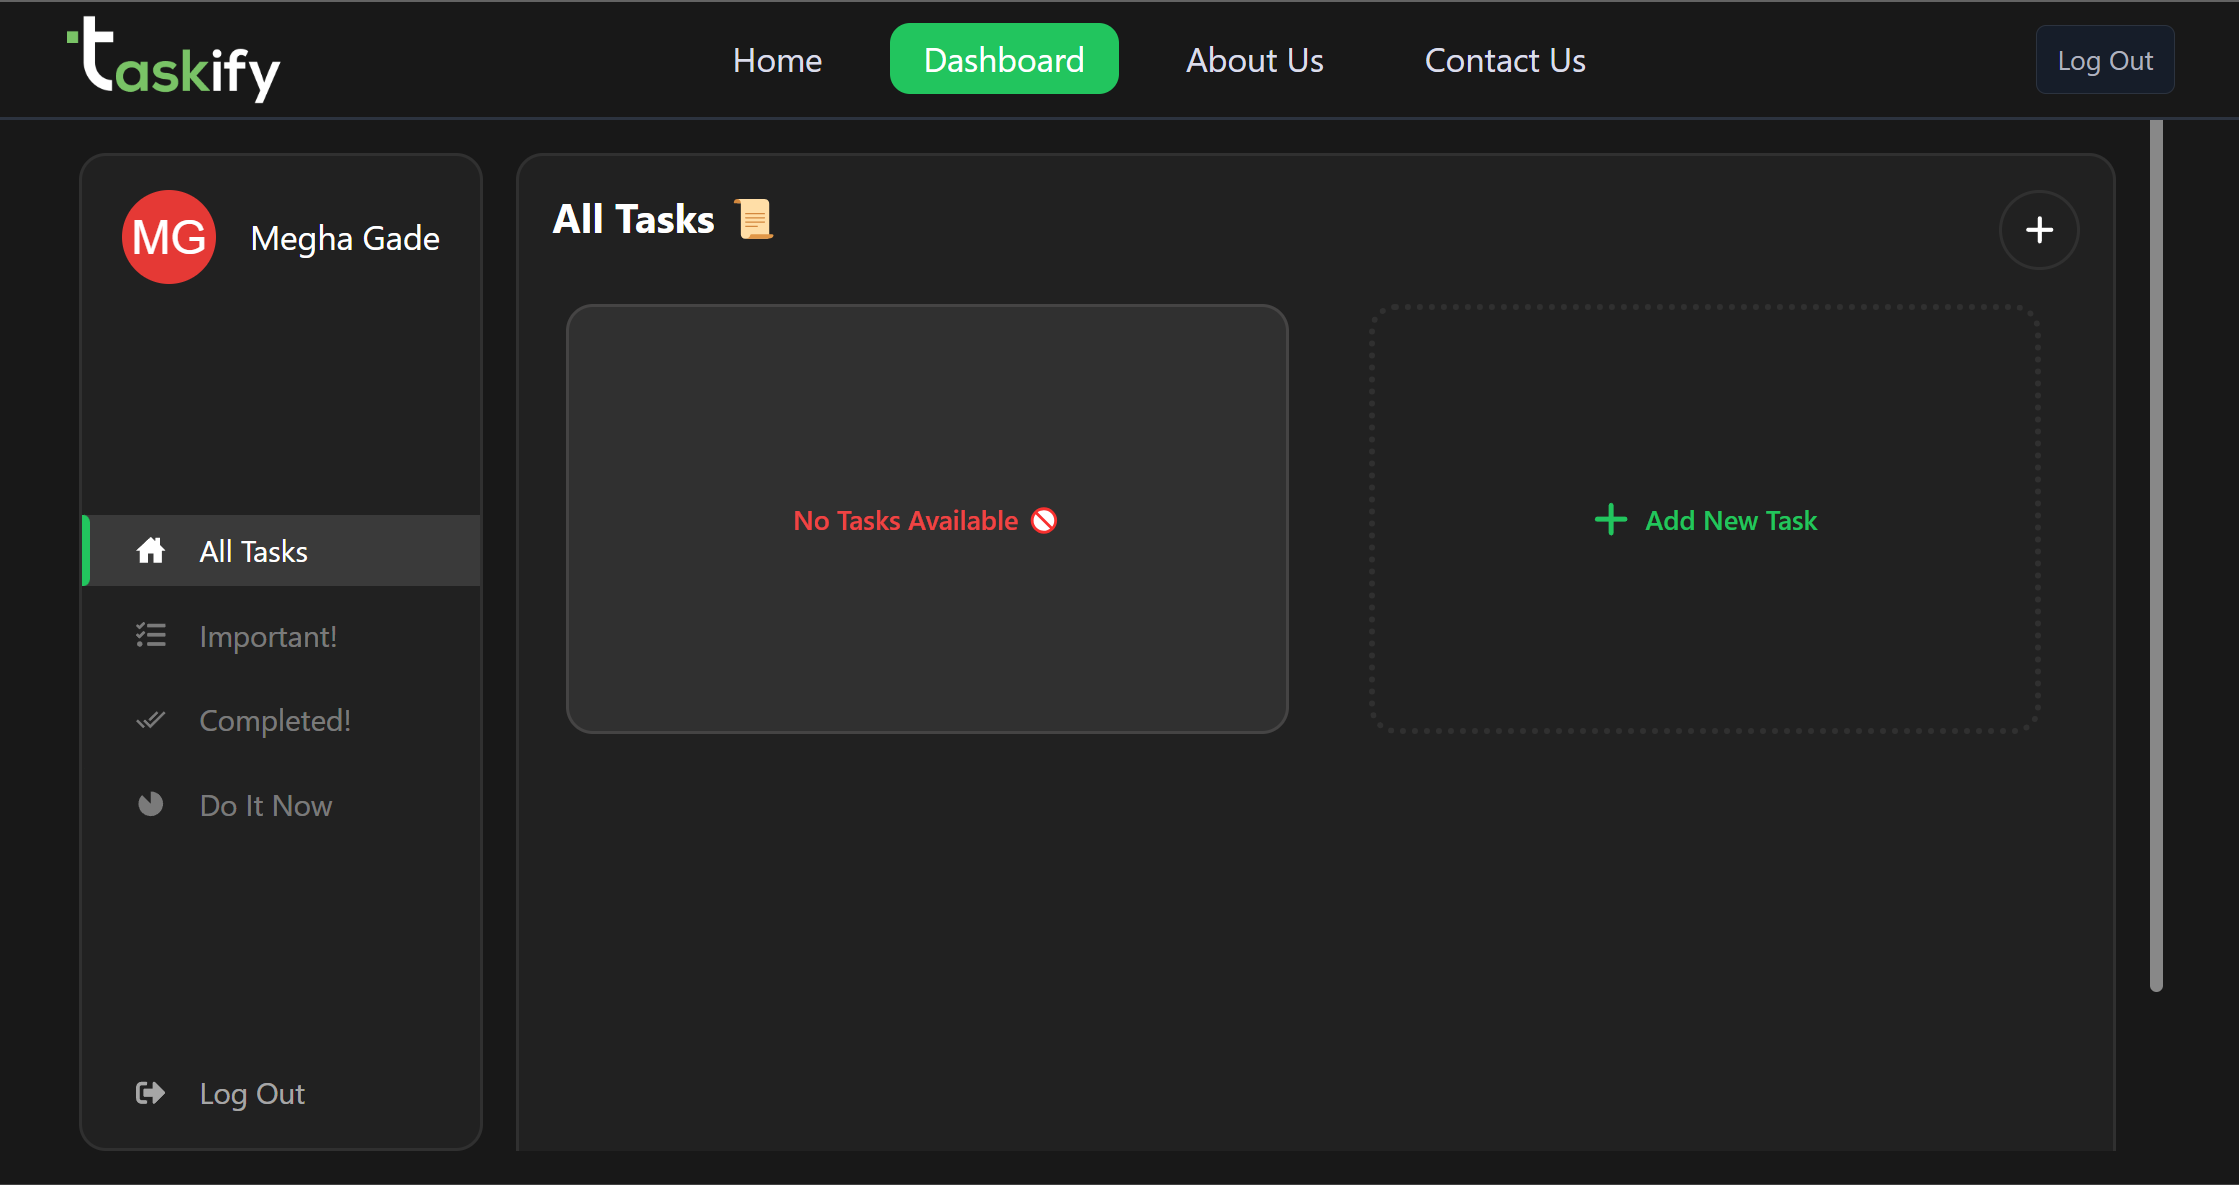 taskify
Home
Dashboard
About Us
Contact Us
Log Out
MG
Megha Gade
All Tasks
Important!
Completed!
Do It Now
Log Out
All Tasks 📜
+
No Tasks Available 🚫
+ Add New Task